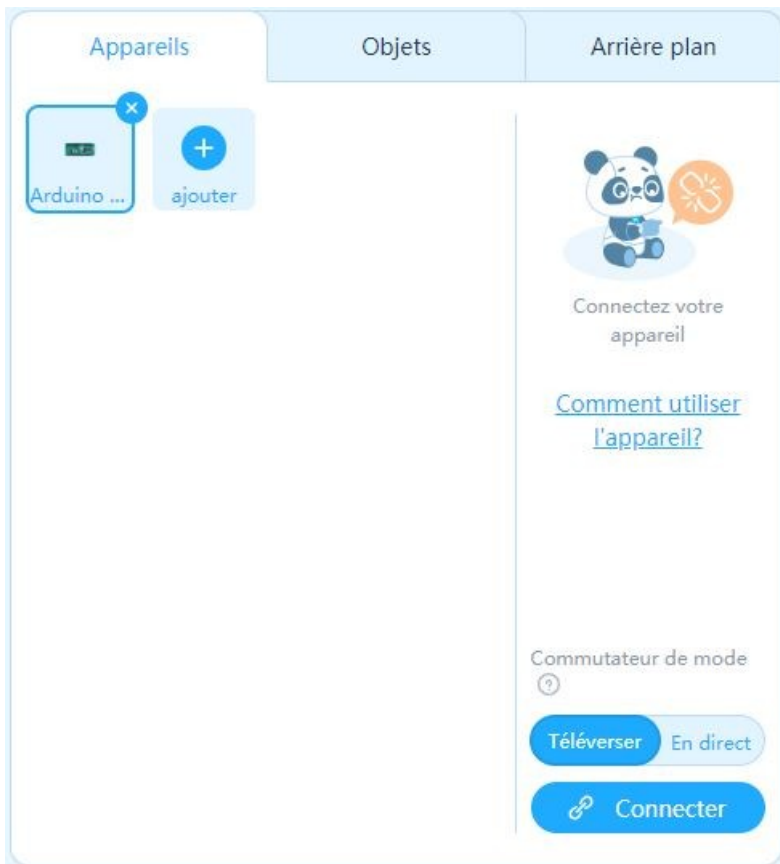 Appareils
Objets
Arrière plan
Arduino ...
ajouter
Connectez votre
appareil
Comment utiliser
l'appareil?
Commutateur de mode
?
Téléverser
En direct
Connecter